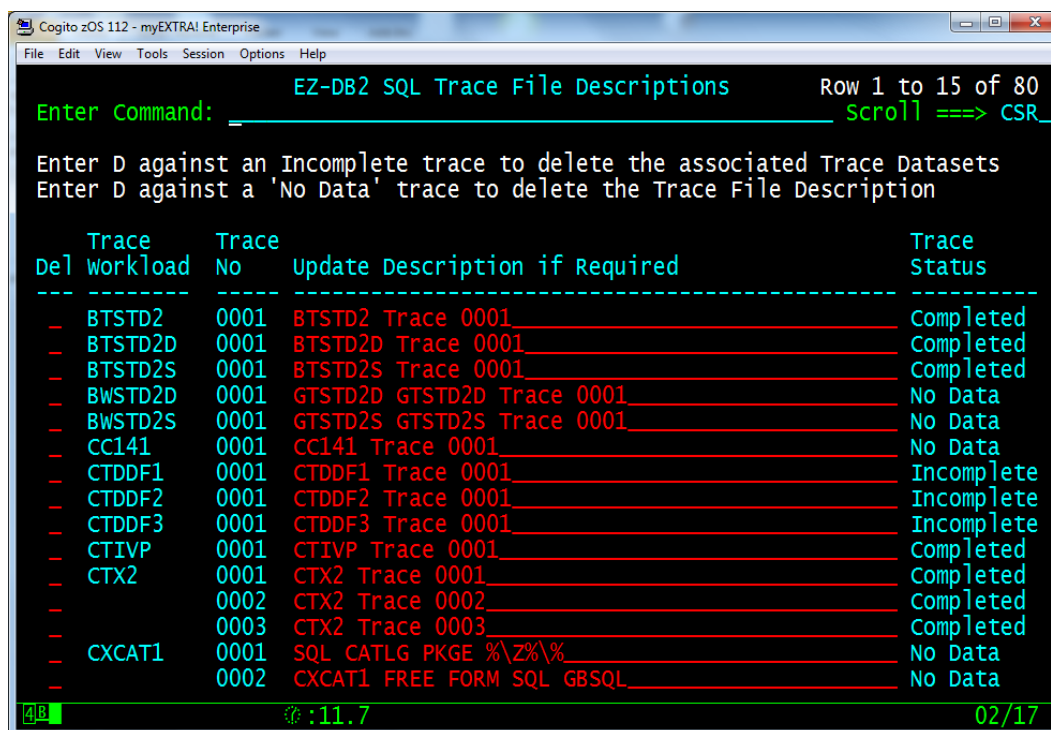 Cogito zOS 112 - myEXTRA! Enterprise
File Edit View Tools Session Options Help
EZ-DB2 SQL Trace File Descriptions Row 1 to 15 of 80
Enter Command: Scroll ===> CSR
Enter D against an Incomplete trace to delete the associated Trace Datasets
Enter D against a 'No Data' trace to delete the Trace File Description
Trace Trace Trace
Del Workload No Update Description if Required Status
--- -------- ----- ----------------------------------------------- ----------
_ BTSTD2 0001 BTSTD2 Trace 0001 Completed
_ BTSTD2D 0001 BTSTD2D Trace 0001 Completed
_ BTSTD2S 0001 BTSTD2S Trace 0001 Completed
_ BWSTD2D 0001 GTSTD2D GTSTD2D Trace 0001 No Data
_ BWSTD2S 0001 GTSTD2S GTSTD2S Trace 0001 No Data
_ CC141 0001 CC141 Trace 0001 No Data
_ CTDDF1 0001 CTDDF1 Trace 0001 Incomplete
_ CTDDF2 0001 CTDDF2 Trace 0001 Incomplete
_ CTDDF3 0001 CTDDF3 Trace 0001 Incomplete
_ CTIVP 0001 CTIVP Trace 0001 Completed
_ CTX2 0001 CTX2 Trace 0001 Completed
_ 0002 CTX2 Trace 0002 Completed
_ 0003 CTX2 Trace 0003 Completed
_ CXCAT1 0001 SQL CATLG PKGE %\Z%\% No Data
_ 0002 CXCAT1 FREE FORM SQL GBSQL No Data
4B :11.7 02/17